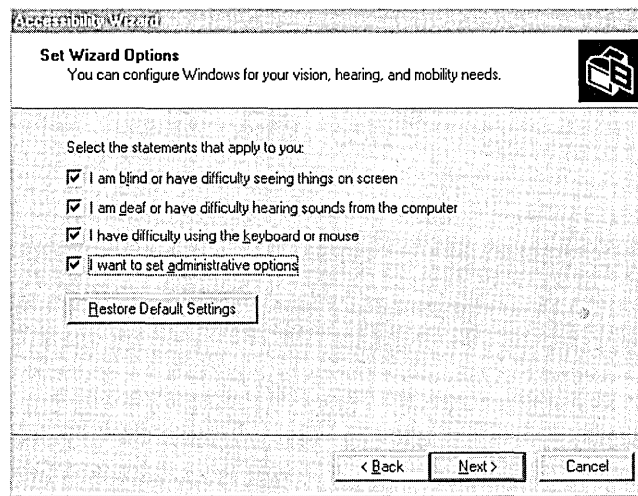 Accessibility Wizard
Set Wizard Options
You can configure Windows for your vision, hearing, and mobility needs.
Select the statements that apply to you:
I am blind or have difficulty seeing things on screen
I am deaf or have difficulty hearing sounds from the computer
I have difficulty using the keyboard or mouse
I want to set administrative options
Restore Default Settings
< Back Next > Cancel